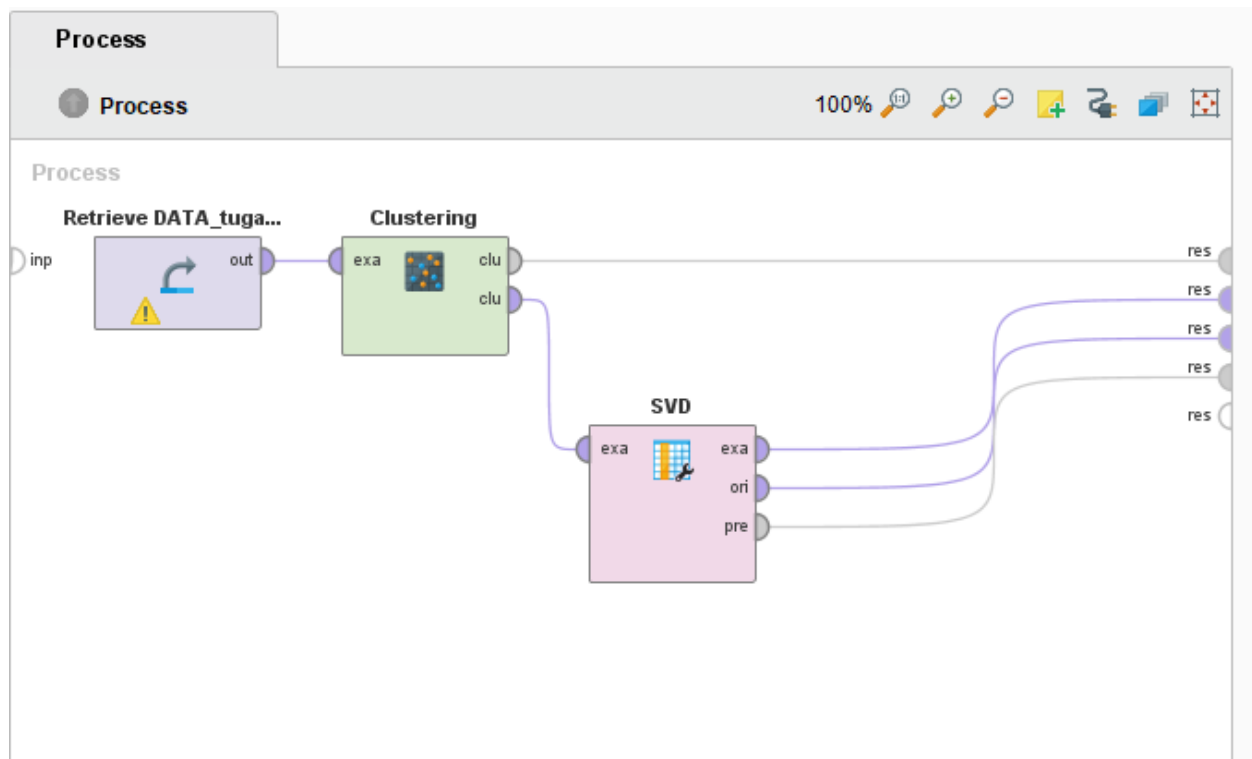 Process
Process
100%
Process
Retrieve DATA_tuga...
Clustering
inp
out
exa
clu
clu
res
res
res
res
res
SVD
exa
exa
ori
pre